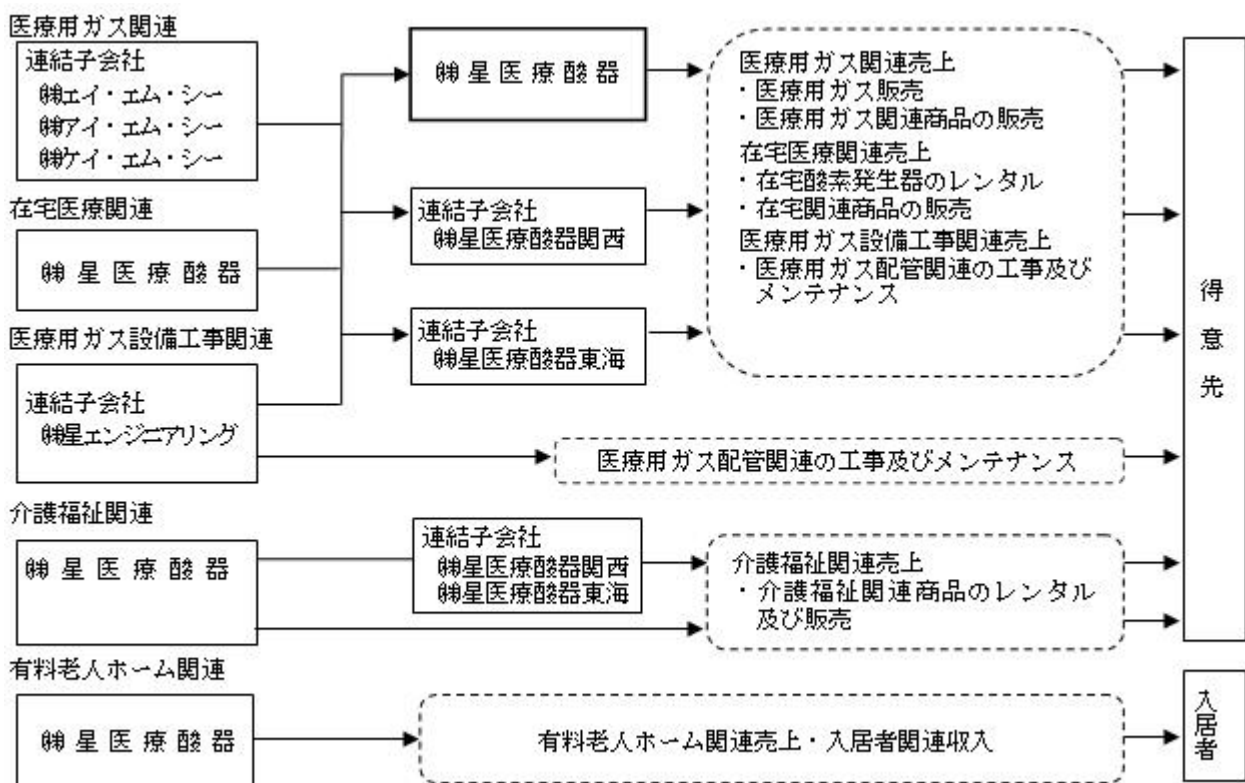 医療用ガス関連
連結子会社
㈱エイ・エム・シー
㈱アイ・エム・シー
㈱ケイ・エム・シー
㈱星医療酸器
医療用ガス関連売上
・医療用ガス販売
・医療用ガス関連商品の販売
在宅医療関連売上
・在宅酸素発生器のレンタル
・在宅関連商品の販売
医療用ガス設備工事関連売上
・医療用ガス配管関連の工事及び
メンテナンス
得意先
在宅医療関連
㈱星医療酸器
連結子会社
㈱星医療酸器関西
医療用ガス設備工事関連
連結子会社
㈱星エンジニアリング
連結子会社
㈱星医療酸器東海
医療用ガス配管関連の工事及びメンテナンス
介護福祉関連
㈱星医療酸器
連結子会社
㈱星医療酸器関西
㈱星医療酸器東海
介護福祉関連売上
・介護福祉関連商品のレンタル
及び販売
有料老人ホーム関連
㈱星医療酸器
有料老人ホーム関連売上・入居者関連収入
入居者